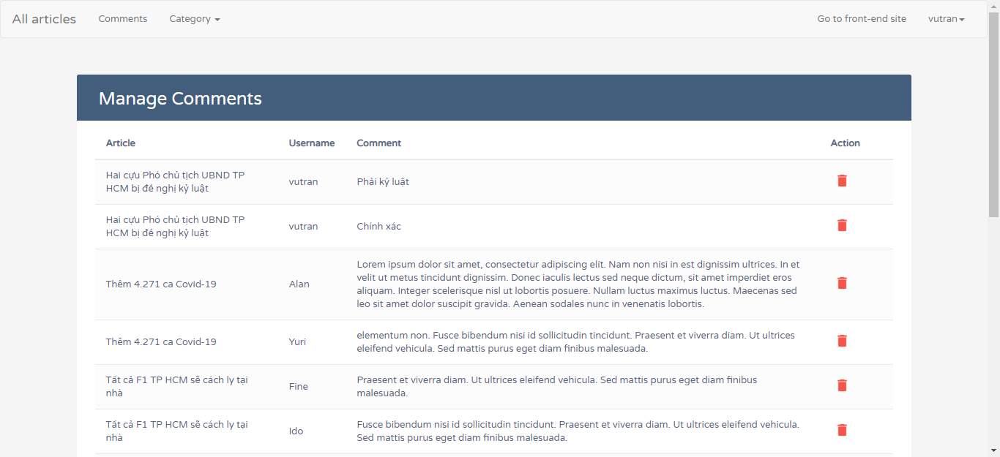 All articles Comments Category Go to front-end site vutran
Manage Comments
Article Username Comment Action
Hai cựu Phó chủ tịch UBND TP
HCM bị đề nghị kỷ luật
vutran
Phải kỷ luật
Hai cựu Phó chủ tịch UBND TP
HCM bị đề nghị kỷ luật
vutran
Chính xác
Thêm 4.271 ca Covid-19
Alan
Lorem ipsum dolor sit amet, consectetur adipiscing elit. Nam non nisi in est dignissim ultrices. In et
velit ut metus tincidunt dignissim. Donec iaculis lectus sed neque dictum, sit amet imperdiet eros
aliquam. Integer scelerisque nisl ut lobortis posuere. Nullam luctus maximus luctus. Maecenas sed
leo sit amet dolor suscipit gravida. Aenean sodales nunc in venenatis lobortis.
Thêm 4.271 ca Covid-19
Yuri
elementum non. Fusce bibendum nisi id sollicitudin tincidunt. Praesent et viverra diam. Ut ultrices
eleifend vehicula. Sed mattis purus eget diam finibus malesuada.
Tất cả F1 TP HCM sẽ cách ly tại
nhà
Fine
Praesent et viverra diam. Ut ultrices eleifend vehicula. Sed mattis purus eget diam finibus
malesuada.
Tất cả F1 TP HCM sẽ cách ly tại
nhà
Ido
Fusce bibendum nisi id sollicitudin tincidunt. Praesent et viverra diam. Ut ultrices eleifend vehicula.
Sed mattis purus eget diam finibus malesuada.